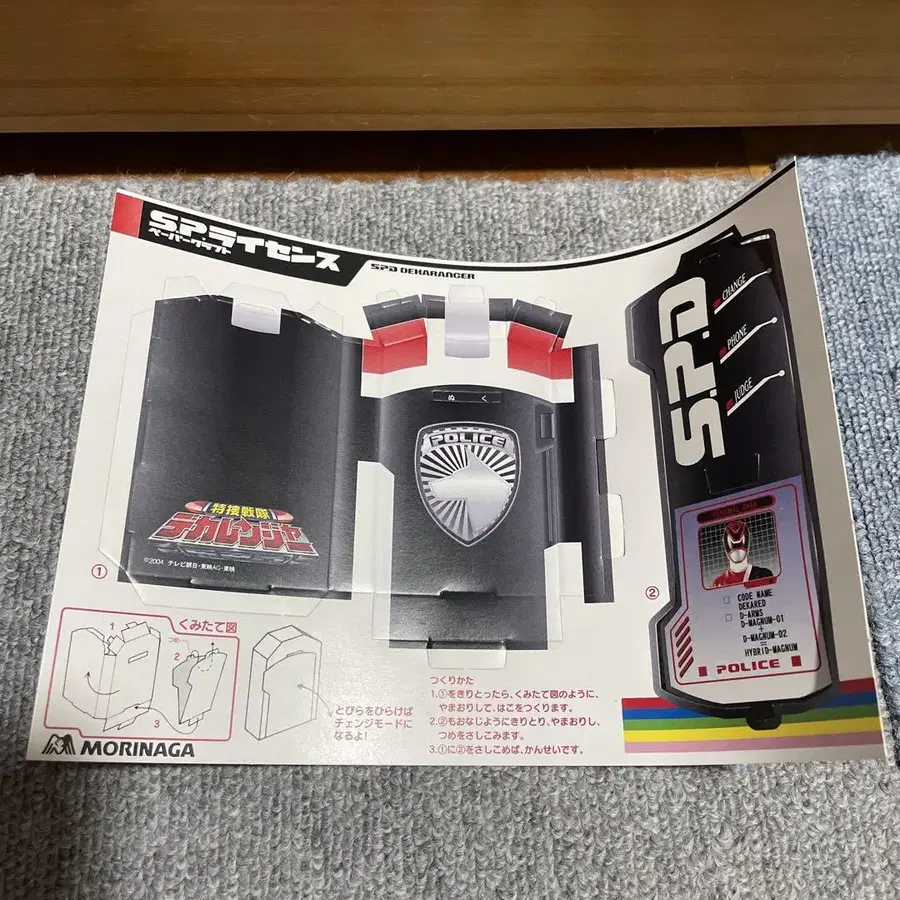 S.P.ライセンス
ペーパークラフト
SPD DEKARANGER
ぬ く
POLICE
特捜戦隊
デカレンジャー
©2004 テレビ朝日・東映AG・東映
①
S.P.D
CHANGE
PHONE
JUDGE
PERSONAL DATA
CODE NAME
DEKARED
D-ARMS
D-MAGNUM-01
+
D-MAGNUM-02
=
HYBRID-MAGNUM
POLICE
②
くみたて図
1
つめ
2
3
とびらをひらけば
チェンジモードに
なるよ!
つくりかた
1.①をきりとったら、くみたて図のように、
やまおりして、はこをつくります。
2.②もおなじようにきりとり、やまおりし、
つめをさしこみます。
3.①に②をさしこめば、かんせいです。
MORINAGA